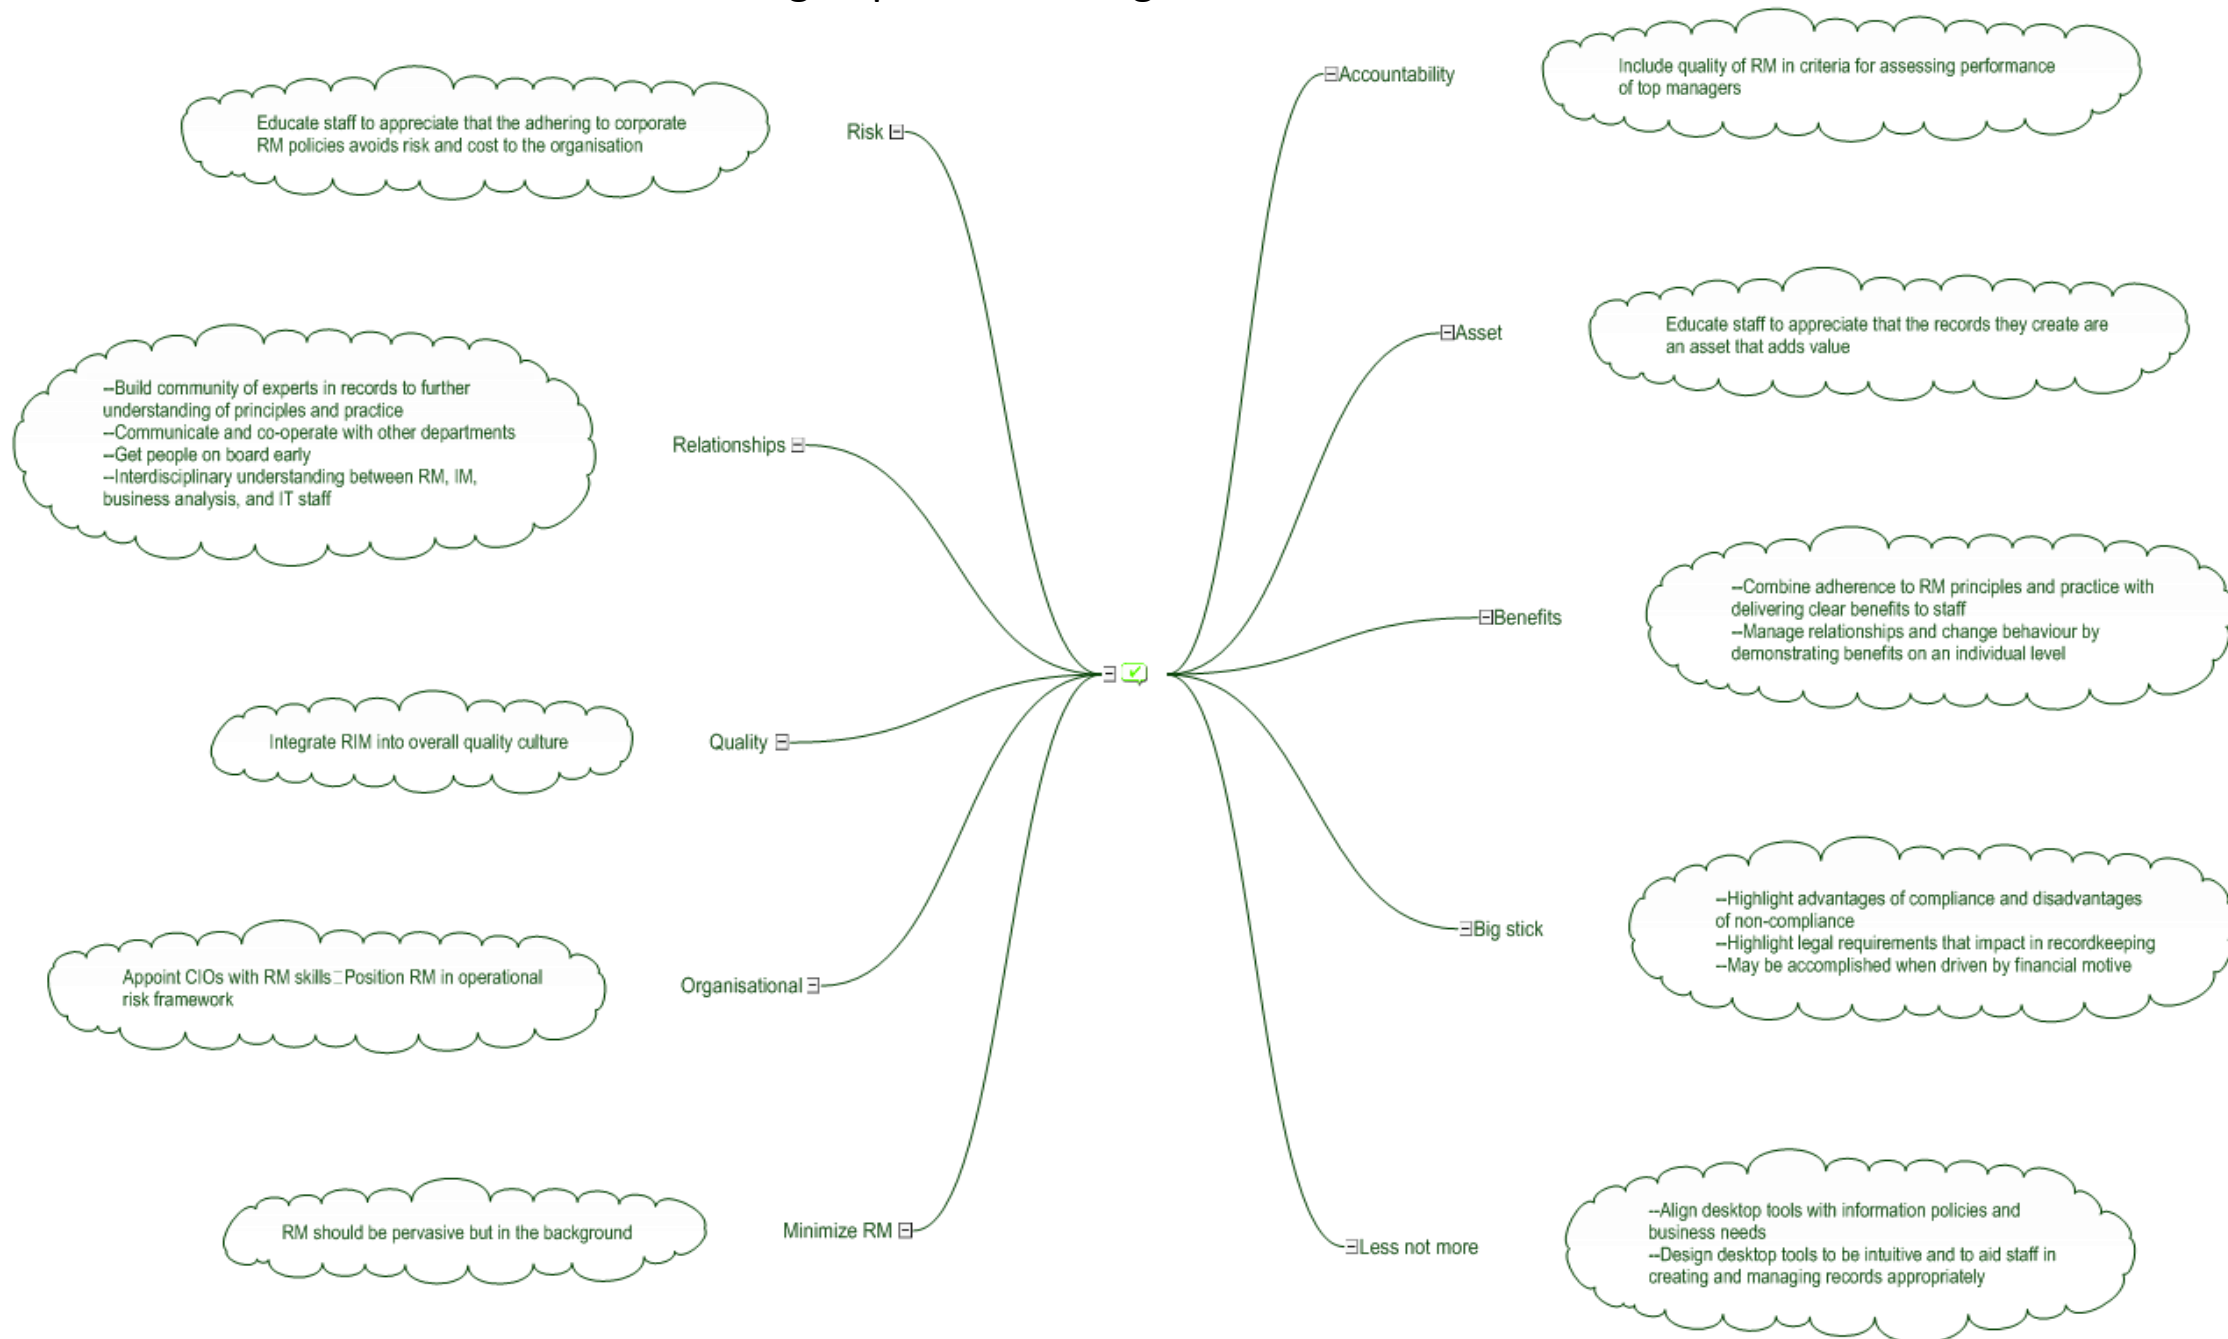 Accountability
Include quality of RM in criteria for assessing performance
of top managers
Asset
Educate staff to appreciate that the records they create are
an asset that adds value
Benefits
--Combine adherence to RM principles and practice with
delivering clear benefits to staff
--Manage relationships and change behaviour by
demonstrating benefits on an individual level
Big stick
--Highlight advantages of compliance and disadvantages
of non-compliance
--Highlight legal requirements that impact in recordkeeping
--May be accomplished when driven by financial motive
Less not more
--Align desktop tools with information policies and
business needs
--Design desktop tools to be intuitive and to aid staff in
creating and managing records appropriately
Risk
Educate staff to appreciate that the adhering to corporate
RM policies avoids risk and cost to the organisation
Relationships
--Build community of experts in records to further
understanding of principles and practice
--Communicate and co-operate with other departments
--Get people on board early
--Interdisciplinary understanding between RM, IM,
business analysis, and IT staff
Quality
Integrate RIM into overall quality culture
Organisational
Appoint CIOs with RM skills Position RM in operational
risk framework
Minimize RM
RM should be pervasive but in the background